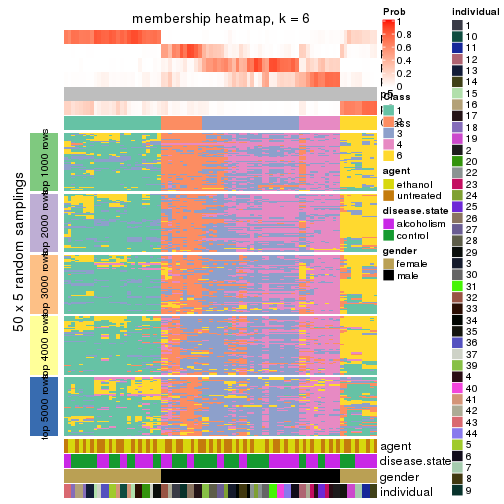 membership heatmap, k = 6
Prob
1
0.8
0.6
0.4
0.2
0
Class
1
2
3
4
6
agent
ethanol
untreated
disease.state
alcoholism
control
gender
female
male
individual
1
10
11
12
13
14
15
16
17
18
19
2
20
22
23
24
25
26
27
28
29
3
30
31
32
33
34
35
36
37
39
4
40
41
42
43
44
5
6
7
8
9
50 x 5 random samplings
top 1000 rows
top 2000 rows
top 3000 rows
top 4000 rows
top 5000 rows
agent
disease.state
gender
individual